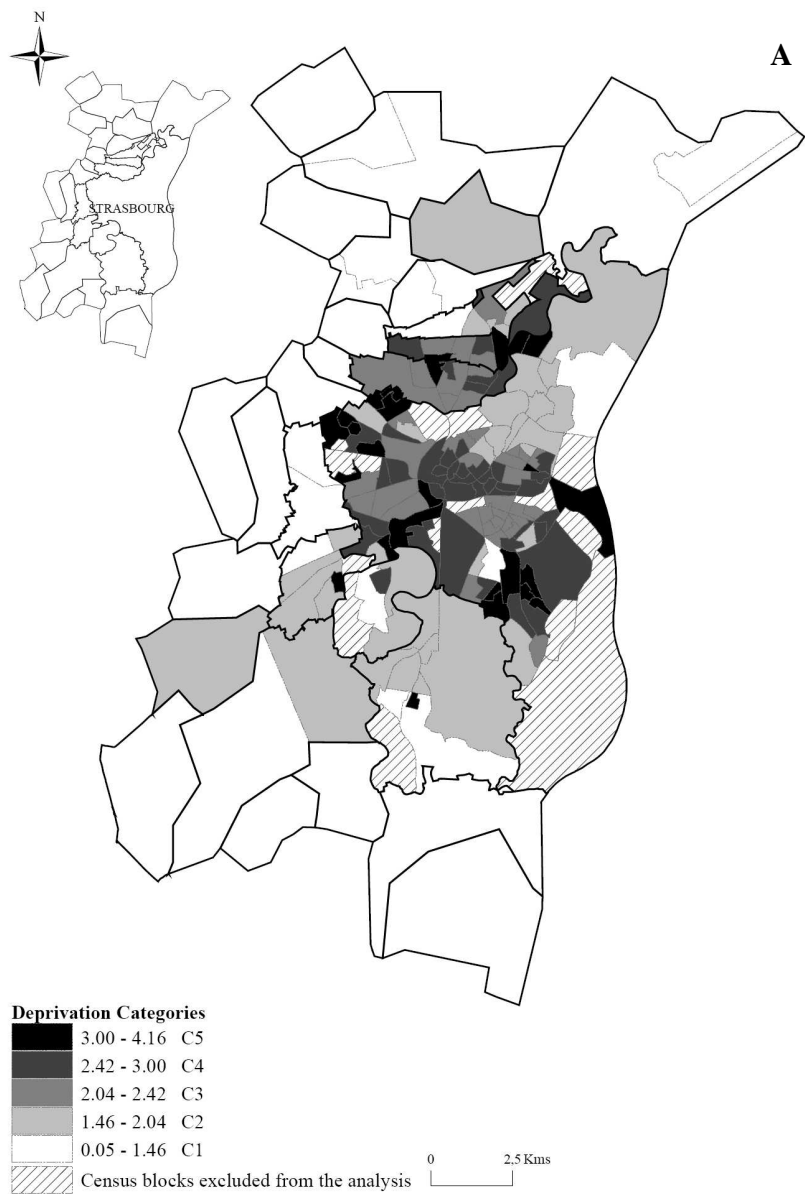 N
A
STRASBOURG
Deprivation Categories
3.00 - 4.16 C5
2.42 - 3.00 C4
2.04 - 2.42 C3
1.46 - 2.04 C2
0.05 - 1.46 C1
Census blocks excluded from the analysis
0 2,5 Kms